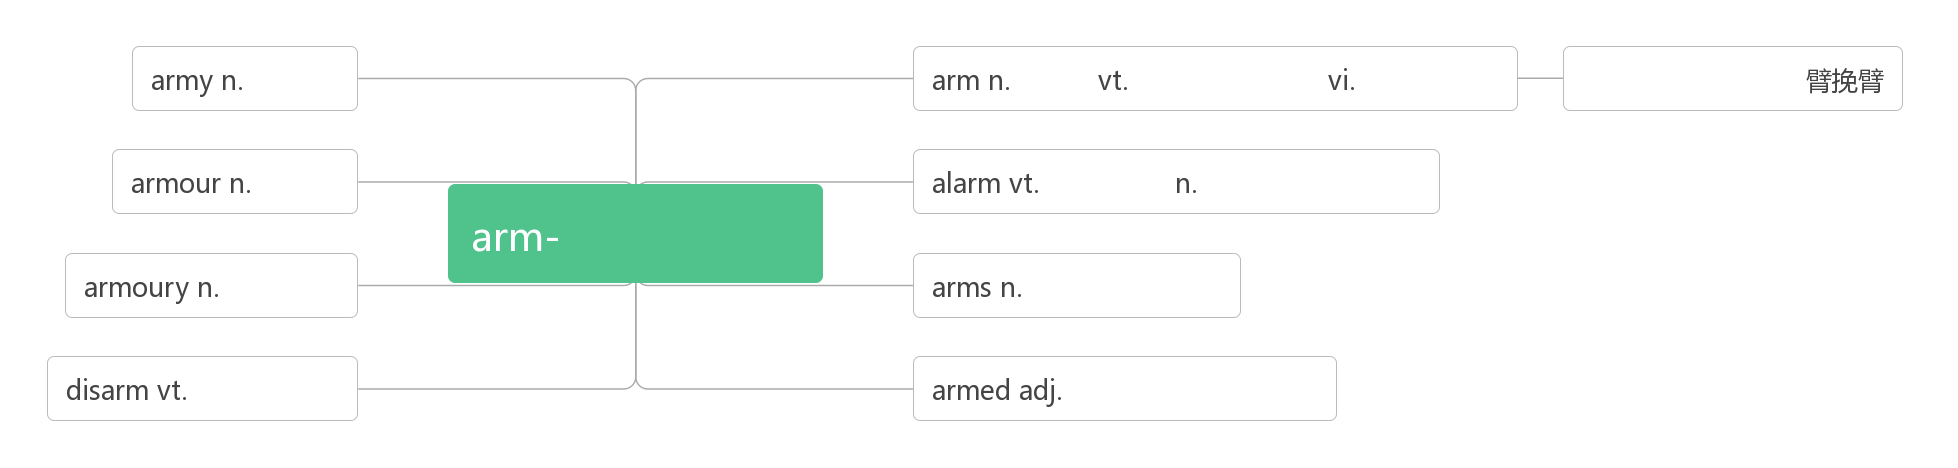 arm-
arm n. vt. vi.
臂挽臂
alarm vt. n.
arms n.
armed adj.
army n.
armour n.
armoury n.
disarm vt.